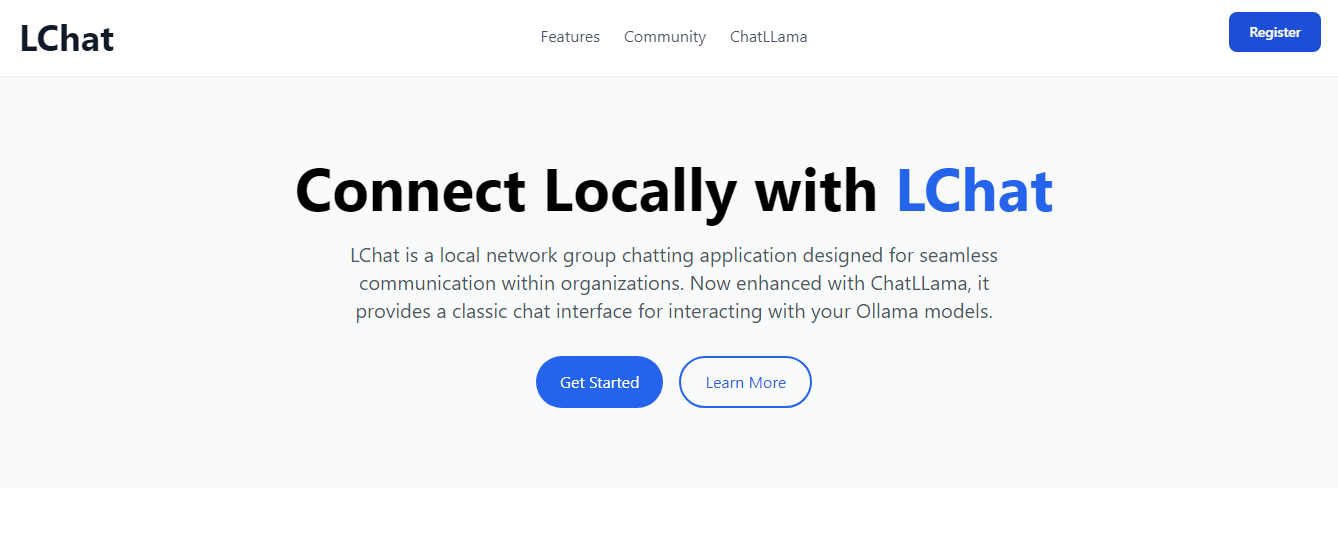 LChat
Features Community ChatLLama
Register
Connect Locally with LChat
LChat is a local network group chatting application designed for seamless
communication within organizations. Now enhanced with ChatLLama, it
provides a classic chat interface for interacting with your Ollama models.
Get Started Learn More